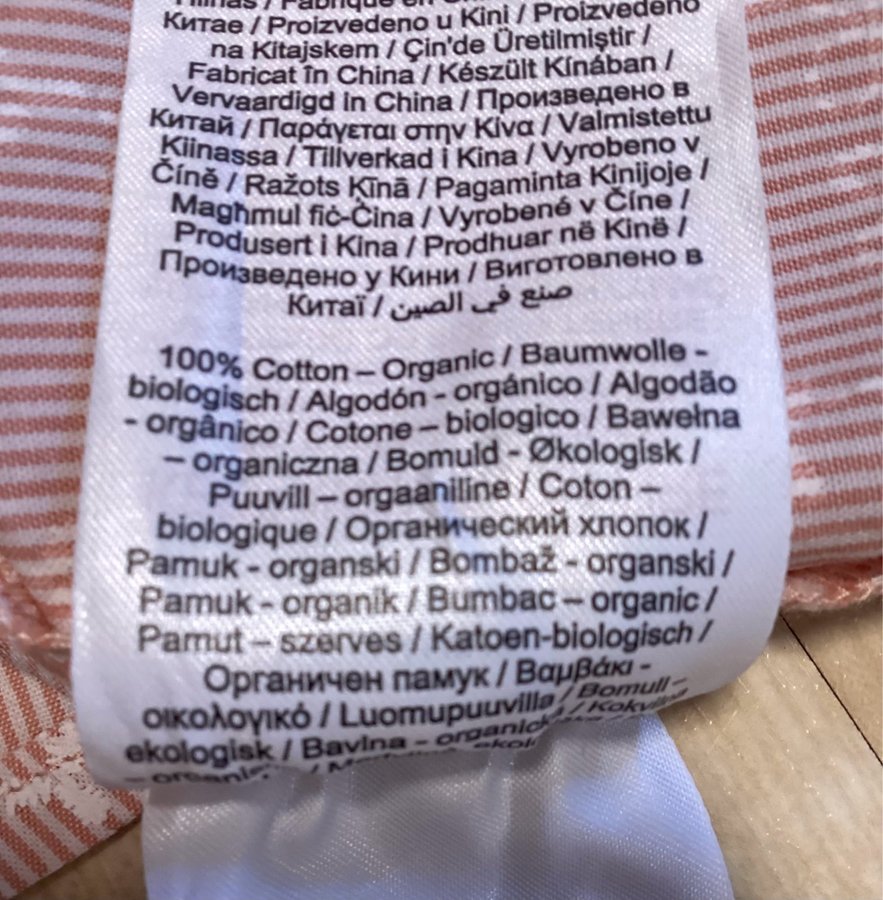 Китае / Proizvedeno u Kini / Proizvedeno
na Kitajskem / Çin'de Üretilmiştir /
Fabricat în China / Készült Kínában /
Vervaardigd in China / Произведено в
Китай / Παράγεται στην Κίνα / Valmistettu
Kiinassa / Tillverkad i Kina / Vyrobeno v
Číně / Ražots Ķīnā / Pagaminta Kinijoje /
Magħmul fiċ-Ċina / Vyrobené v Číne /
Produsert i Kina / Prodhuar në Kinë /
Произведено у Кини / Виготовлено в
Китаї / صنع في الصين
100% Cotton – Organic / Baumwolle -
biologisch / Algodón - orgánico / Algodão
- orgânico / Cotone – biologico / Bawełna
– organiczna / Bomuld - Økologisk /
Puuvill – orgaaniline / Coton –
biologique / Органический хлопок /
Pamuk - organski / Bombaž - organski /
Pamuk - organik / Bumbac – organic /
Pamut – szerves / Katoen-biologisch /
Органичен памук / Βαμβάκι -
οικολογικό / Luomupuuvilla / Bomull –
ekologisk / Bavlna - organická / Kokvilna